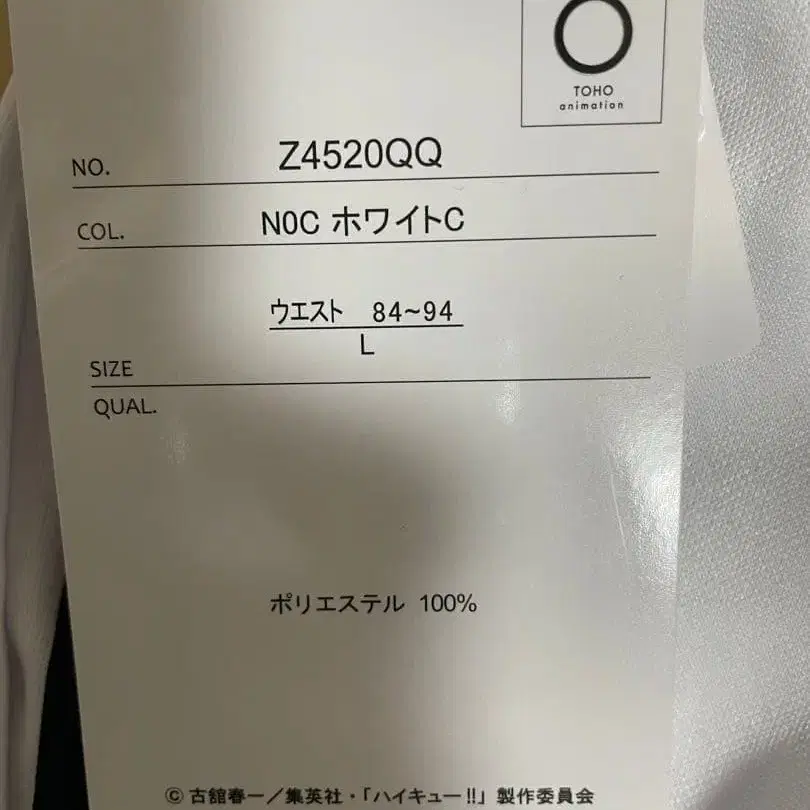 TOHO
animation
NO. Z4520QQ
COL. N0C ホワイトC
ウエスト 84~94
L
SIZE
QUAL.
ポリエステル 100%
©古舘春一／集英社・「ハイキュー!!」製作委員会